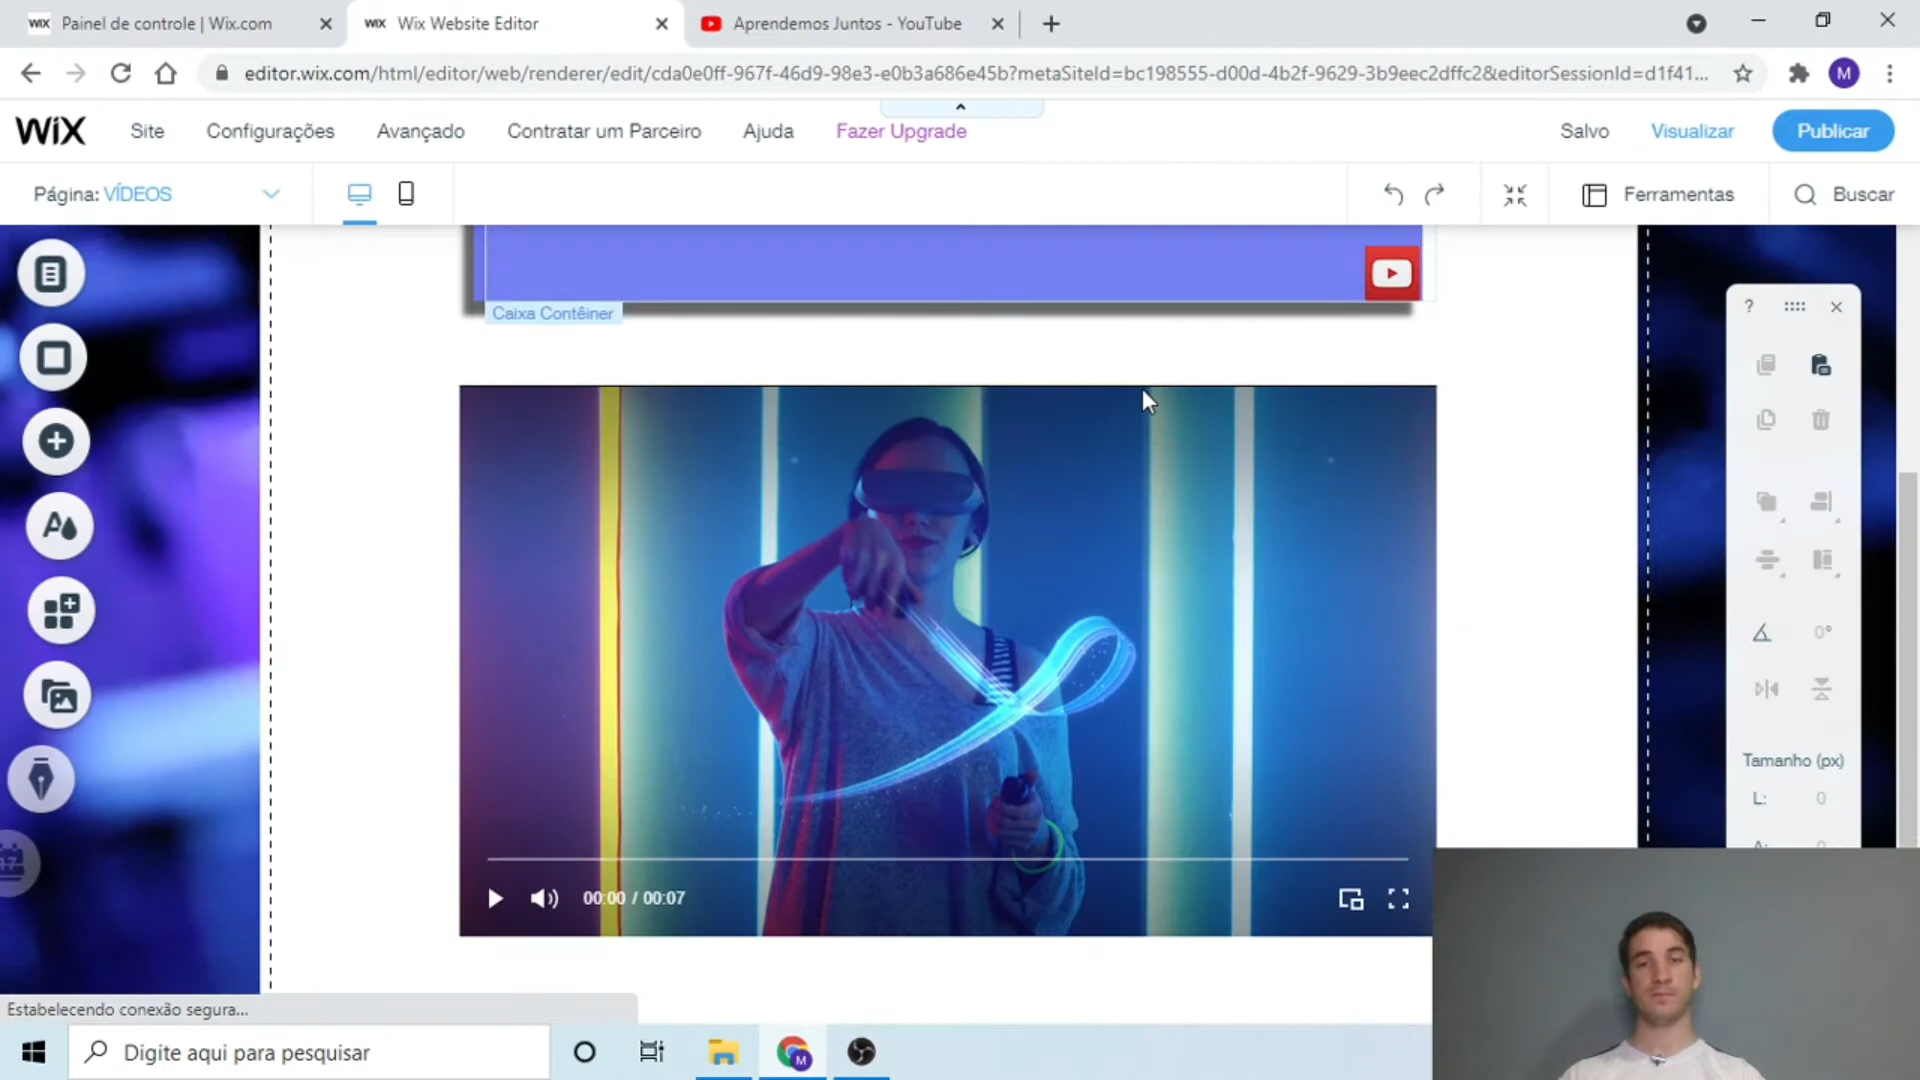 WiX Painel de controle | Wix.com
WiX Wix Website Editor
Aprendemos Juntos - YouTube
editor.wix.com/html/editor/web/renderer/edit/cda0e0ff-967f-46d9-98e3-e0b3a686e45b?metaSiteId=bc198555-d00d-4b2f-9629-3b9eec2dffc2&editorSessionId=d1f41...
M
WiX Site Configurações Avançado Contratar um Parceiro Ajuda Fazer Upgrade Salvo Visualizar Publicar
Página: VÍDEOS Ferramentas Buscar
Caixa Contêiner
?
0°
Tamanho (px)
L: 0
17
00:00 / 00:07
Estabelecendo conexão segura...
Digite aqui para pesquisar
M